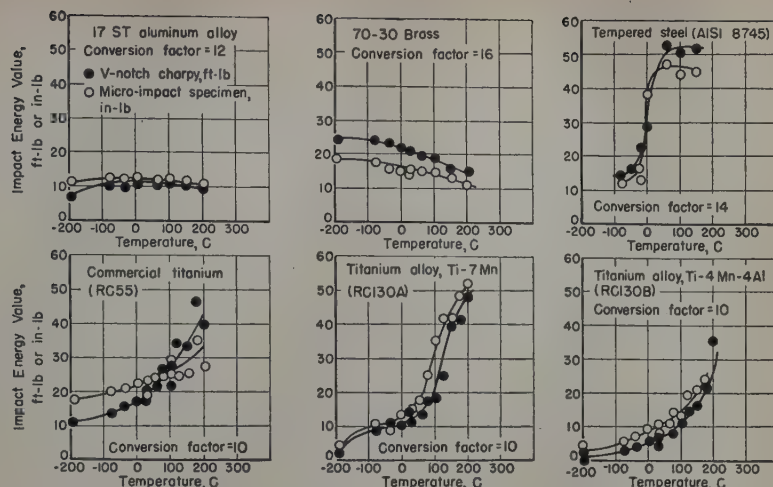 17 ST aluminum alloy
Conversion factor = 12
V-notch charpy, ft-lb
Micro-impact specimen,
in-lb
Impact Energy Value,
ft-lb or in-lb
60
50
40
30
20
10
0
-200 -100 0 100 200 300
Temperature, C
70-30 Brass
Conversion factor = 16
60
50
40
30
20
10
0
-200 -100 0 100 200 300
Temperature, C
Tempered steel (AISI 8745)
Conversion factor = 14
60
50
40
30
20
10
0
-200 -100 0 100 200 300
Temperature, C
Commercial titanium
(RC55)
Conversion factor = 10
Impact Energy Value,
ft-lb or in-lb
60
50
40
30
20
10
0
-200 -100 0 100 200 300
Temperature, C
Titanium alloy, Ti-7Mn
(RC130A)
Conversion factor = 10
60
50
40
30
20
10
0
-200 -100 0 100 200 300
Temperature, C
Titanium alloy, Ti-4Mn-4Al
(RC130B)
Conversion factor = 10
60
50
40
30
20
10
0
-200 -100 0 100 200 300
Temperature, C